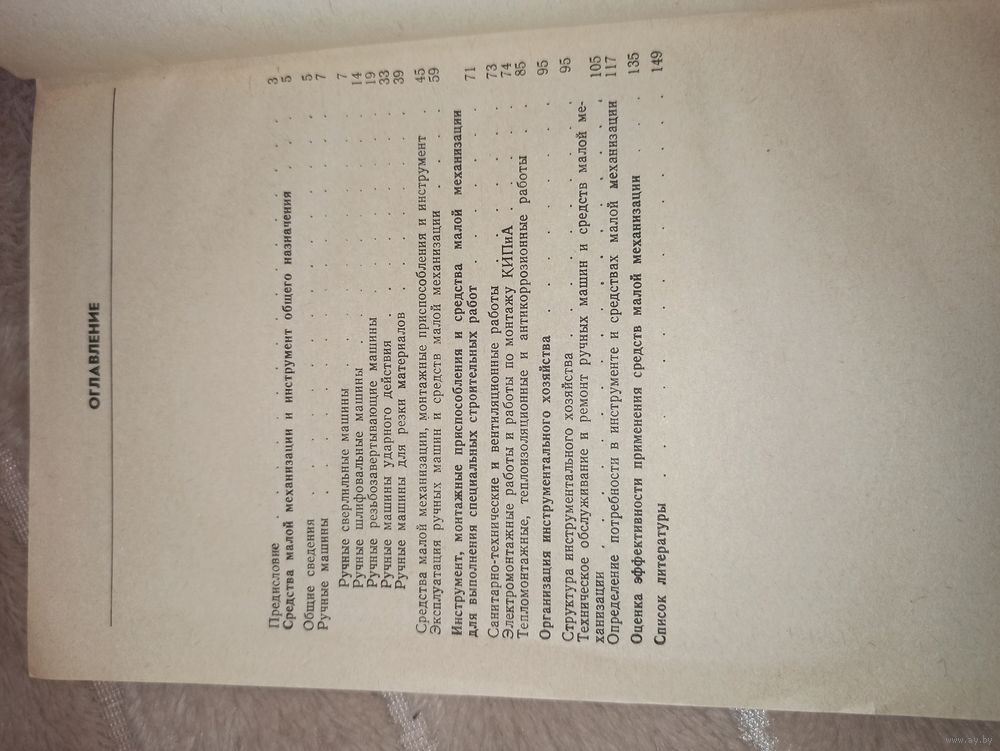 ОГЛАВЛЕНИЕ
Предисловие . . . . . . . . . . . . . . 3
Средства малой механизации и инструмент общего назначения . . . 5
Общие сведения . . . . . . . . . . . . . 5
Ручные машины . . . . . . . . . . . . . 7
Ручные сверлильные машины . . . . . . . . . . 7
Ручные шлифовальные машины . . . . . . . . . . 14
Ручные резьбозавертывающие машины . . . . . . . . 19
Ручные машины ударного действия . . . . . . . . 33
Ручные машины для резки материалов . . . . . . . . 39
Средства малой механизации, монтажные приспособления и инструмент . 45
Эксплуатация ручных машин и средств малой механизации . . . . 59
Инструмент, монтажные приспособления и средства малой механизации
для выполнения специальных строительных работ . . . . . . 71
Санитарно-технические и вентиляционные работы . . . . . . 73
Электромонтажные работы и работы по монтажу КИПиА . . . . . 74
Тепломонтажные, теплоизоляционные и антикоррозионные работы . . 85
Организация инструментального хозяйства . . . . . . . 95
Структура инструментального хозяйства . . . . . . . . 95
Техническое обслуживание и ремонт ручных машин и средств малой ме-
ханизации . . . . . . . . . . . . . . 105
Определение потребности в инструменте и средствах малой механизации 117
Оценка эффективности применения средств малой механизации . . . 135
Список литературы . . . . . . . . . . . . 149
www.ay.by